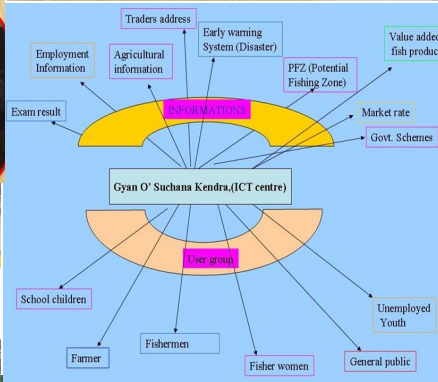 Traders address
Early warning
System (Disaster)
Value added
fish produc
Employment
Information
Agricultural
information
PFZ (Potential
Fishing Zone)
Exam result
INFORMATIONS
Market rate
Govt. Schemes
Gyan O' Suchana Kendra,(ICT centre)
User group
School children
Unemployed
Youth
Fishermen
Farmer
Fisher women
General public